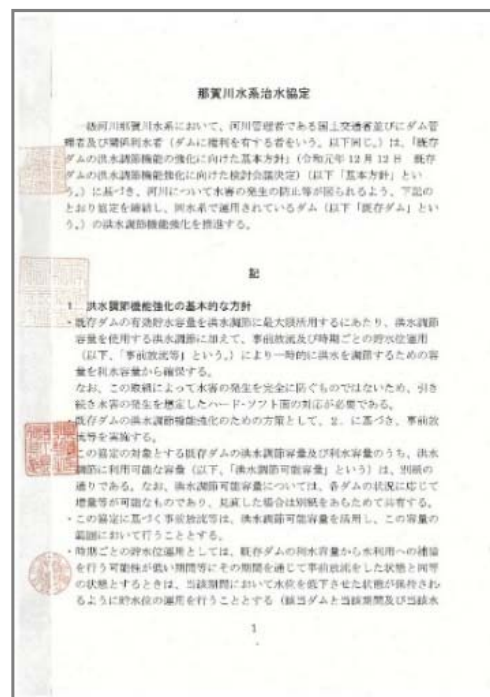 那賀川水系治水協定
一級河川那賀川水系において、河川管理者である国土交通省並びにダム管
理者及び関係利水者（ダムに権利を有する者をいう。以下同じ。）は、「既存
ダムの洪水調節機能の強化に向けた基本方針」（令和元年12月12日 既存
ダムの洪水調節機能強化に向けた検討会議決定）（以下「基本方針」とい
う。）に基づき、河川について水害の発生の防止等が図られるよう、下記の
とおり協定を締結し、同水系で運用されているダム（以下「既存ダム」とい
う。）の洪水調節機能強化を推進する。
記
1 洪水調節機能強化の基本的な方針
・既存ダムの有効貯水容量を洪水調節に最大限活用するにあたり、洪水調節
容量を使用する洪水調節に加えて、事前放流及び時期ごとの貯水位運用
（以下、「事前放流等」という。）により一時的に洪水を調節するための容
量を利水容量から確保する。
なお、この取組によって水害の発生を完全に防ぐものではないため、引き
続き水害の発生を想定したハード・ソフト面の対応が必要である。
・既存ダムの洪水調節機能強化のための方策として、2．に基づき、事前放
流等を実施する。
・この協定の対象とする既存ダムの洪水調節容量及び利水容量のうち、洪水
調節に利用可能な容量（以下、「洪水調節可能容量」という）は、別紙の
通りである。なお、洪水調節可能容量については、各ダムの状況に応じて
増量等が可能なものであり、見直した場合は別紙をあらためて共有する。
・この協定に基づく事前放流等は、洪水調節可能容量を活用し、この容量の
範囲において行うこととする。
・時期ごとの貯水位運用としては、既存ダムの利水容量から水利用への補給
を行う可能性が低い期間等にその期間を通じて事前放流をした状態と同等
の状態とするときは、当該期間において水位を低下させた状態が保持され
るように貯水位の運用を行うこととする（該当ダムと当該期間及び当該水
1